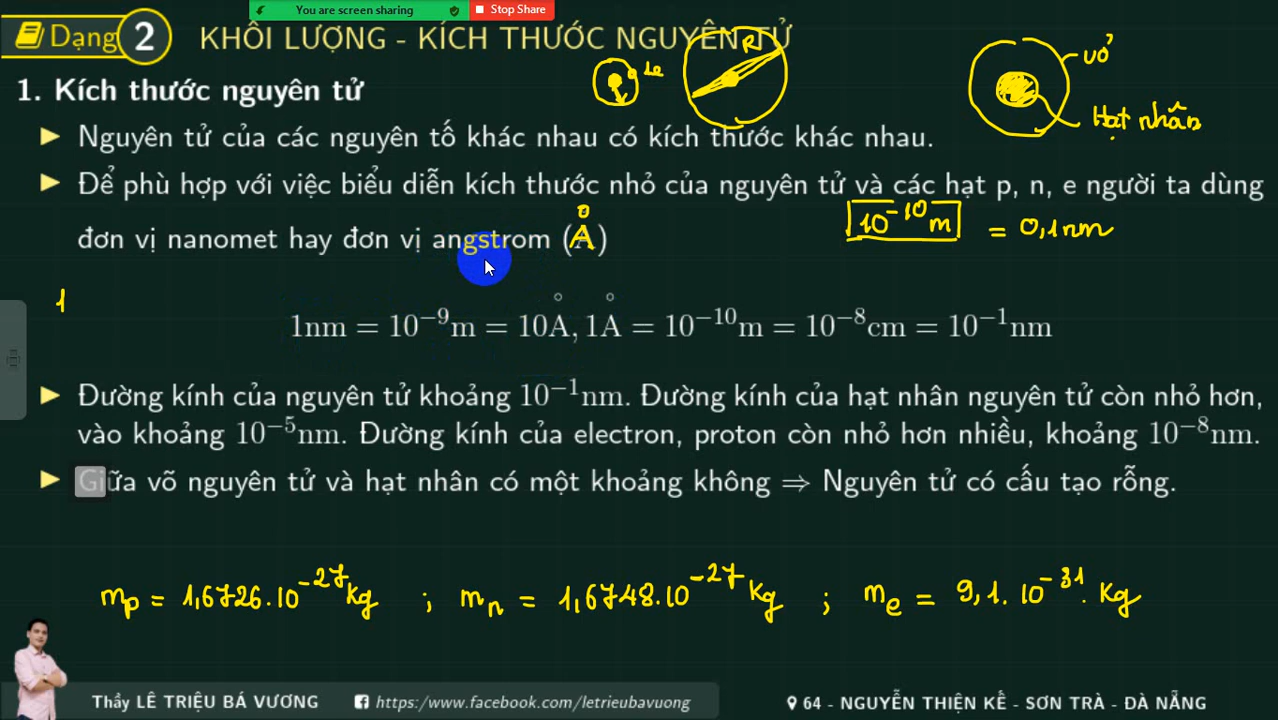 You are screen sharing Stop Share
Dạng 2 KHỐI LƯỢNG - KÍCH THƯỚC NGUYÊN TỬ
R
1e
vỏ
Hạt nhân
1. Kích thước nguyên tử
Nguyên tử của các nguyên tố khác nhau có kích thước khác nhau.
Để phù hợp với việc biểu diễn kích thước nhỏ của nguyên tử và các hạt p, n, e người ta dùng
đơn vị nanomet hay đơn vị angstrom (Å)
10⁻¹⁰ m = 0,1nm
1
1nm = 10⁻⁹m = 10Å, 1Å = 10⁻¹⁰m = 10⁻⁸cm = 10⁻¹nm
Đường kính của nguyên tử khoảng 10⁻¹nm. Đường kính của hạt nhân nguyên tử còn nhỏ hơn,
vào khoảng 10⁻⁵nm. Đường kính của electron, proton còn nhỏ hơn nhiều, khoảng 10⁻⁸nm.
Giữa võ nguyên tử và hạt nhân có một khoảng không ⇒ Nguyên tử có cấu tạo rỗng.
mp = 1,6726.10⁻²⁷kg ; mn = 1,6748.10⁻²⁷kg ; me = 9,1.10⁻³¹.kg
Thầy LÊ TRIỆU BÁ VƯƠNG https://www.facebook.com/letrieubavuong 64 - NGUYỄN THIỆN KẾ - SƠN TRÀ - ĐÀ NẴNG